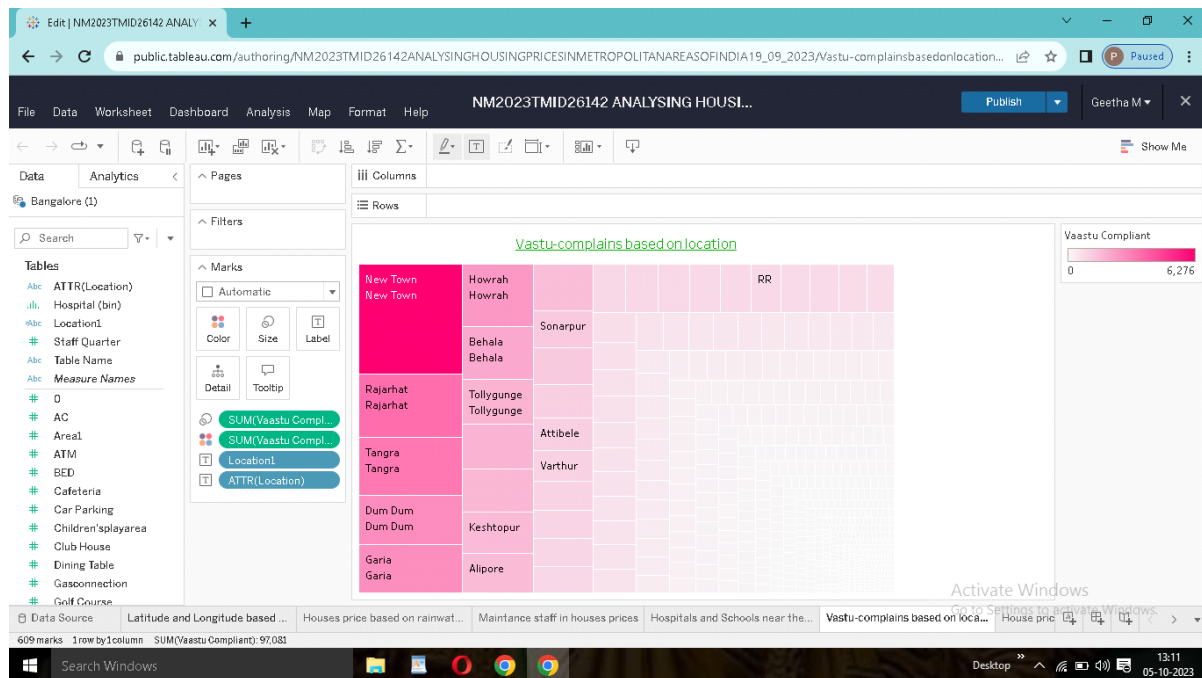 Edit | NM2023TMID26142 ANALY
public.tableau.com/authoring/NM2023TMID26142ANALYSINGHOUSINGPRICESINMETROPOLITANAREASOFINDIA19_09_2023/Vastu-complainsbasedonlocation...
P Paused
NM2023TMID26142 ANALYSING HOUSI...
Publish
Geetha M
File Data Worksheet Dashboard Analysis Map Format Help
Show Me
Data Analytics
Pages
Columns
Bangalore (1)
Rows
Filters
Search
Vastu-complains based on location
Vaastu Compliant
0 6,276
Tables
Abc ATTR(Location)
Hospital (bin)
Abc Location1
# Staff Quarter
Abc Table Name
Abc Measure Names
# 0
# AC
# Area1
# ATM
# BED
# Cafeteria
# Car Parking
# Children'splayarea
# Club House
# Dining Table
# Gasconnection
# Golf Course
Marks
Automatic
Color Size Label
Detail Tooltip
SUM(Vaastu Compl...
SUM(Vaastu Compl...
Location1
ATTR(Location)
New Town
New Town
Rajarhat
Rajarhat
Tangra
Tangra
Dum Dum
Dum Dum
Garia
Garia
Howrah
Howrah
Behala
Behala
Tollygunge
Tollygunge
Keshtopur
Alipore
Sonarpur
Attibele
Varthur
RR
Activate Windows
Go to Settings to activate Windows.
Data Source
Latitude and Longitude based ...
Houses price based on rainwat...
Maintance staff in houses prices
Hospitals and Schools near the...
Vastu-complains based on loca...
House pric
609 marks 1 row by 1 column SUM(Vaastu Compliant): 97,081
Search Windows
Desktop
13:11
05-10-2023